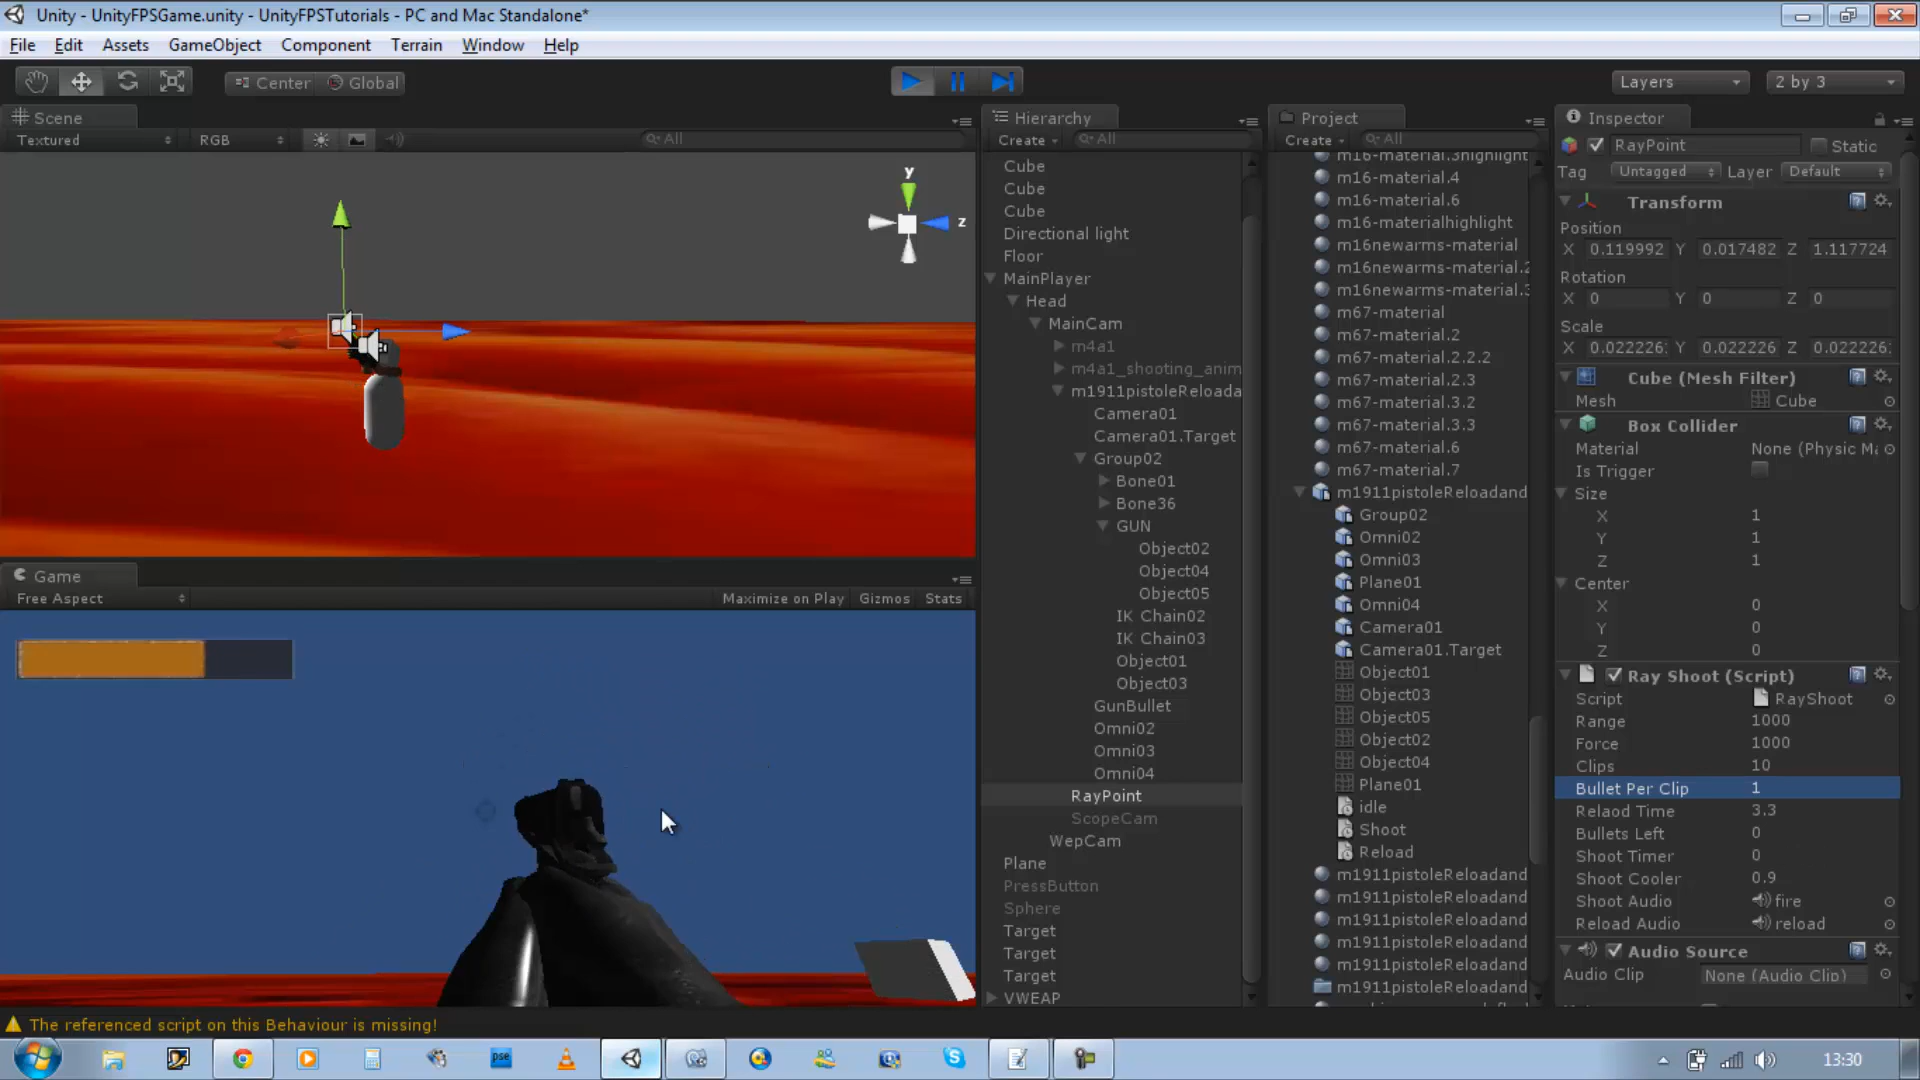 Unity - UnityFPSGame.unity - UnityFPSTutorials - PC and Mac Standalone*
File Edit Assets GameObject Component Terrain Window Help
Center Global
Layers
2 by 3
Scene
Textured RGB All
y
z
Game
Free Aspect Maximize on Play Gizmos Stats
Hierarchy
Create All
Cube
Cube
Cube
Directional light
Floor
MainPlayer
Head
MainCam
m4a1
m4a1_shooting_anim
m1911pistoleReloada
Camera01
Camera01.Target
Group02
Bone01
Bone36
GUN
Object02
Object04
Object05
IK Chain02
IK Chain03
Object01
Object03
GunBullet
Omni02
Omni03
Omni04
RayPoint
ScopeCam
WepCam
Plane
PressButton
Sphere
Target
Target
Target
VWEAP
Project
Create All
m16-material.3highlight
m16-material.4
m16-material.6
m16-materialhighlight
m16newarms-material
m16newarms-material.2
m16newarms-material.3
m67-material
m67-material.2
m67-material.2.2.2
m67-material.2.3
m67-material.3.2
m67-material.3.3
m67-material.6
m67-material.7
m1911pistoleReloadand
Group02
Omni02
Omni03
Plane01
Omni04
Camera01
Camera01.Target
Object01
Object03
Object05
Object02
Object04
Plane01
idle
Shoot
Reload
m1911pistoleReloadand
m1911pistoleReloadand
m1911pistoleReloadand
m1911pistoleReloadand
m1911pistoleReloadand
m1911pistoleReloadand
Inspector
RayPoint Static
Tag Untagged Layer Default
Transform
Position
X 0.119992 Y 0.017482 Z 1.117724
Rotation
X 0 Y 0 Z 0
Scale
X 0.022226 Y 0.022226 Z 0.022226
Cube (Mesh Filter)
Mesh Cube
Box Collider
Material None (Physic Ma
Is Trigger
Size
X 1
Y 1
Z 1
Center
X 0
Y 0
Z 0
Ray Shoot (Script)
Script RayShoot
Range 1000
Force 1000
Clips 10
Bullet Per Clip 1
Relaod Time 3.3
Bullets Left 0
Shoot Timer 0
Shoot Cooler 0.9
Shoot Audio fire
Reload Audio reload
Audio Source
Audio Clip None (Audio Clip)
The referenced script on this Behaviour is missing!
pse
13:30